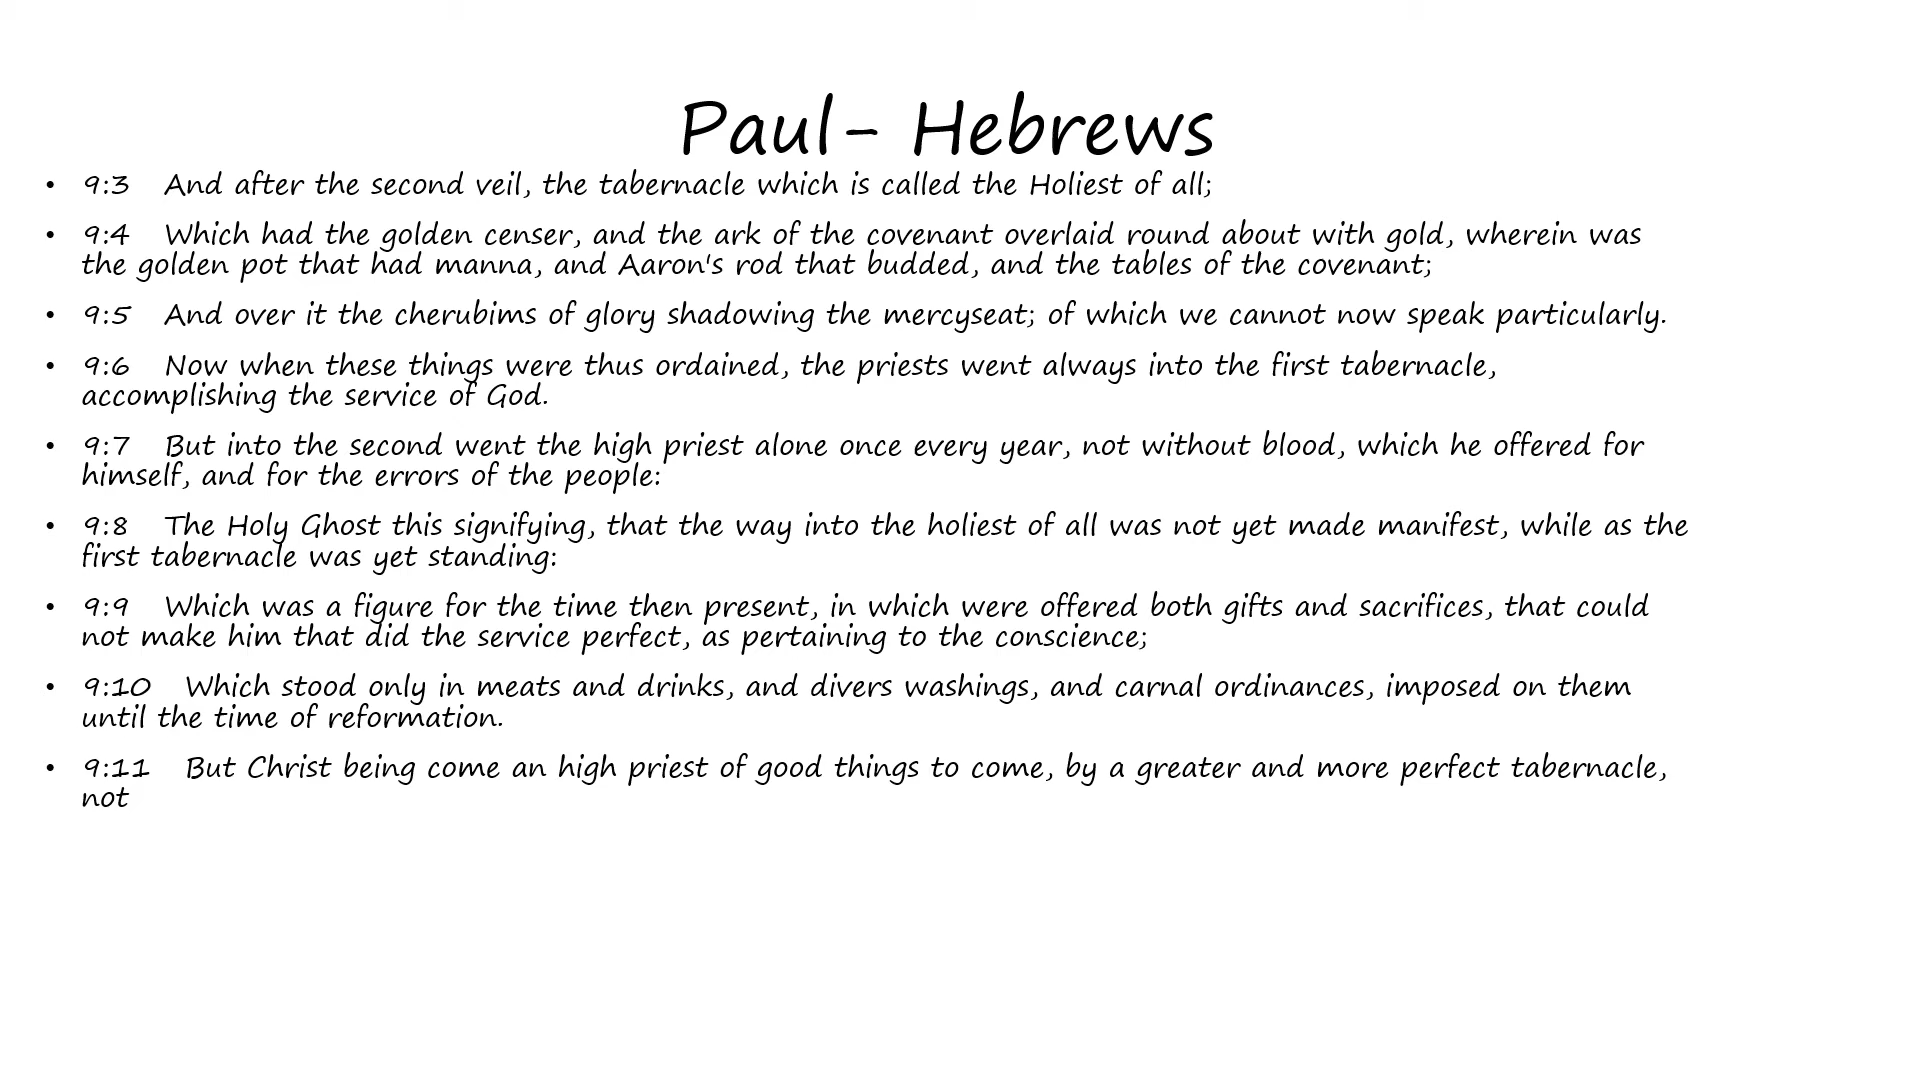 Paul- Hebrews
• 9:3 And after the second veil, the tabernacle which is called the Holiest of all;
• 9:4 Which had the golden censer, and the ark of the covenant overlaid round about with gold, wherein was
the golden pot that had manna, and Aaron's rod that budded, and the tables of the covenant;
• 9:5 And over it the cherubims of glory shadowing the mercyseat; of which we cannot now speak particularly.
• 9:6 Now when these things were thus ordained, the priests went always into the first tabernacle,
accomplishing the service of God.
• 9:7 But into the second went the high priest alone once every year, not without blood, which he offered for
himself, and for the errors of the people:
• 9:8 The Holy Ghost this signifying, that the way into the holiest of all was not yet made manifest, while as the
first tabernacle was yet standing:
• 9:9 Which was a figure for the time then present, in which were offered both gifts and sacrifices, that could
not make him that did the service perfect, as pertaining to the conscience;
• 9:10 Which stood only in meats and drinks, and divers washings, and carnal ordinances, imposed on them
until the time of reformation.
• 9:11 But Christ being come an high priest of good things to come, by a greater and more perfect tabernacle,
not